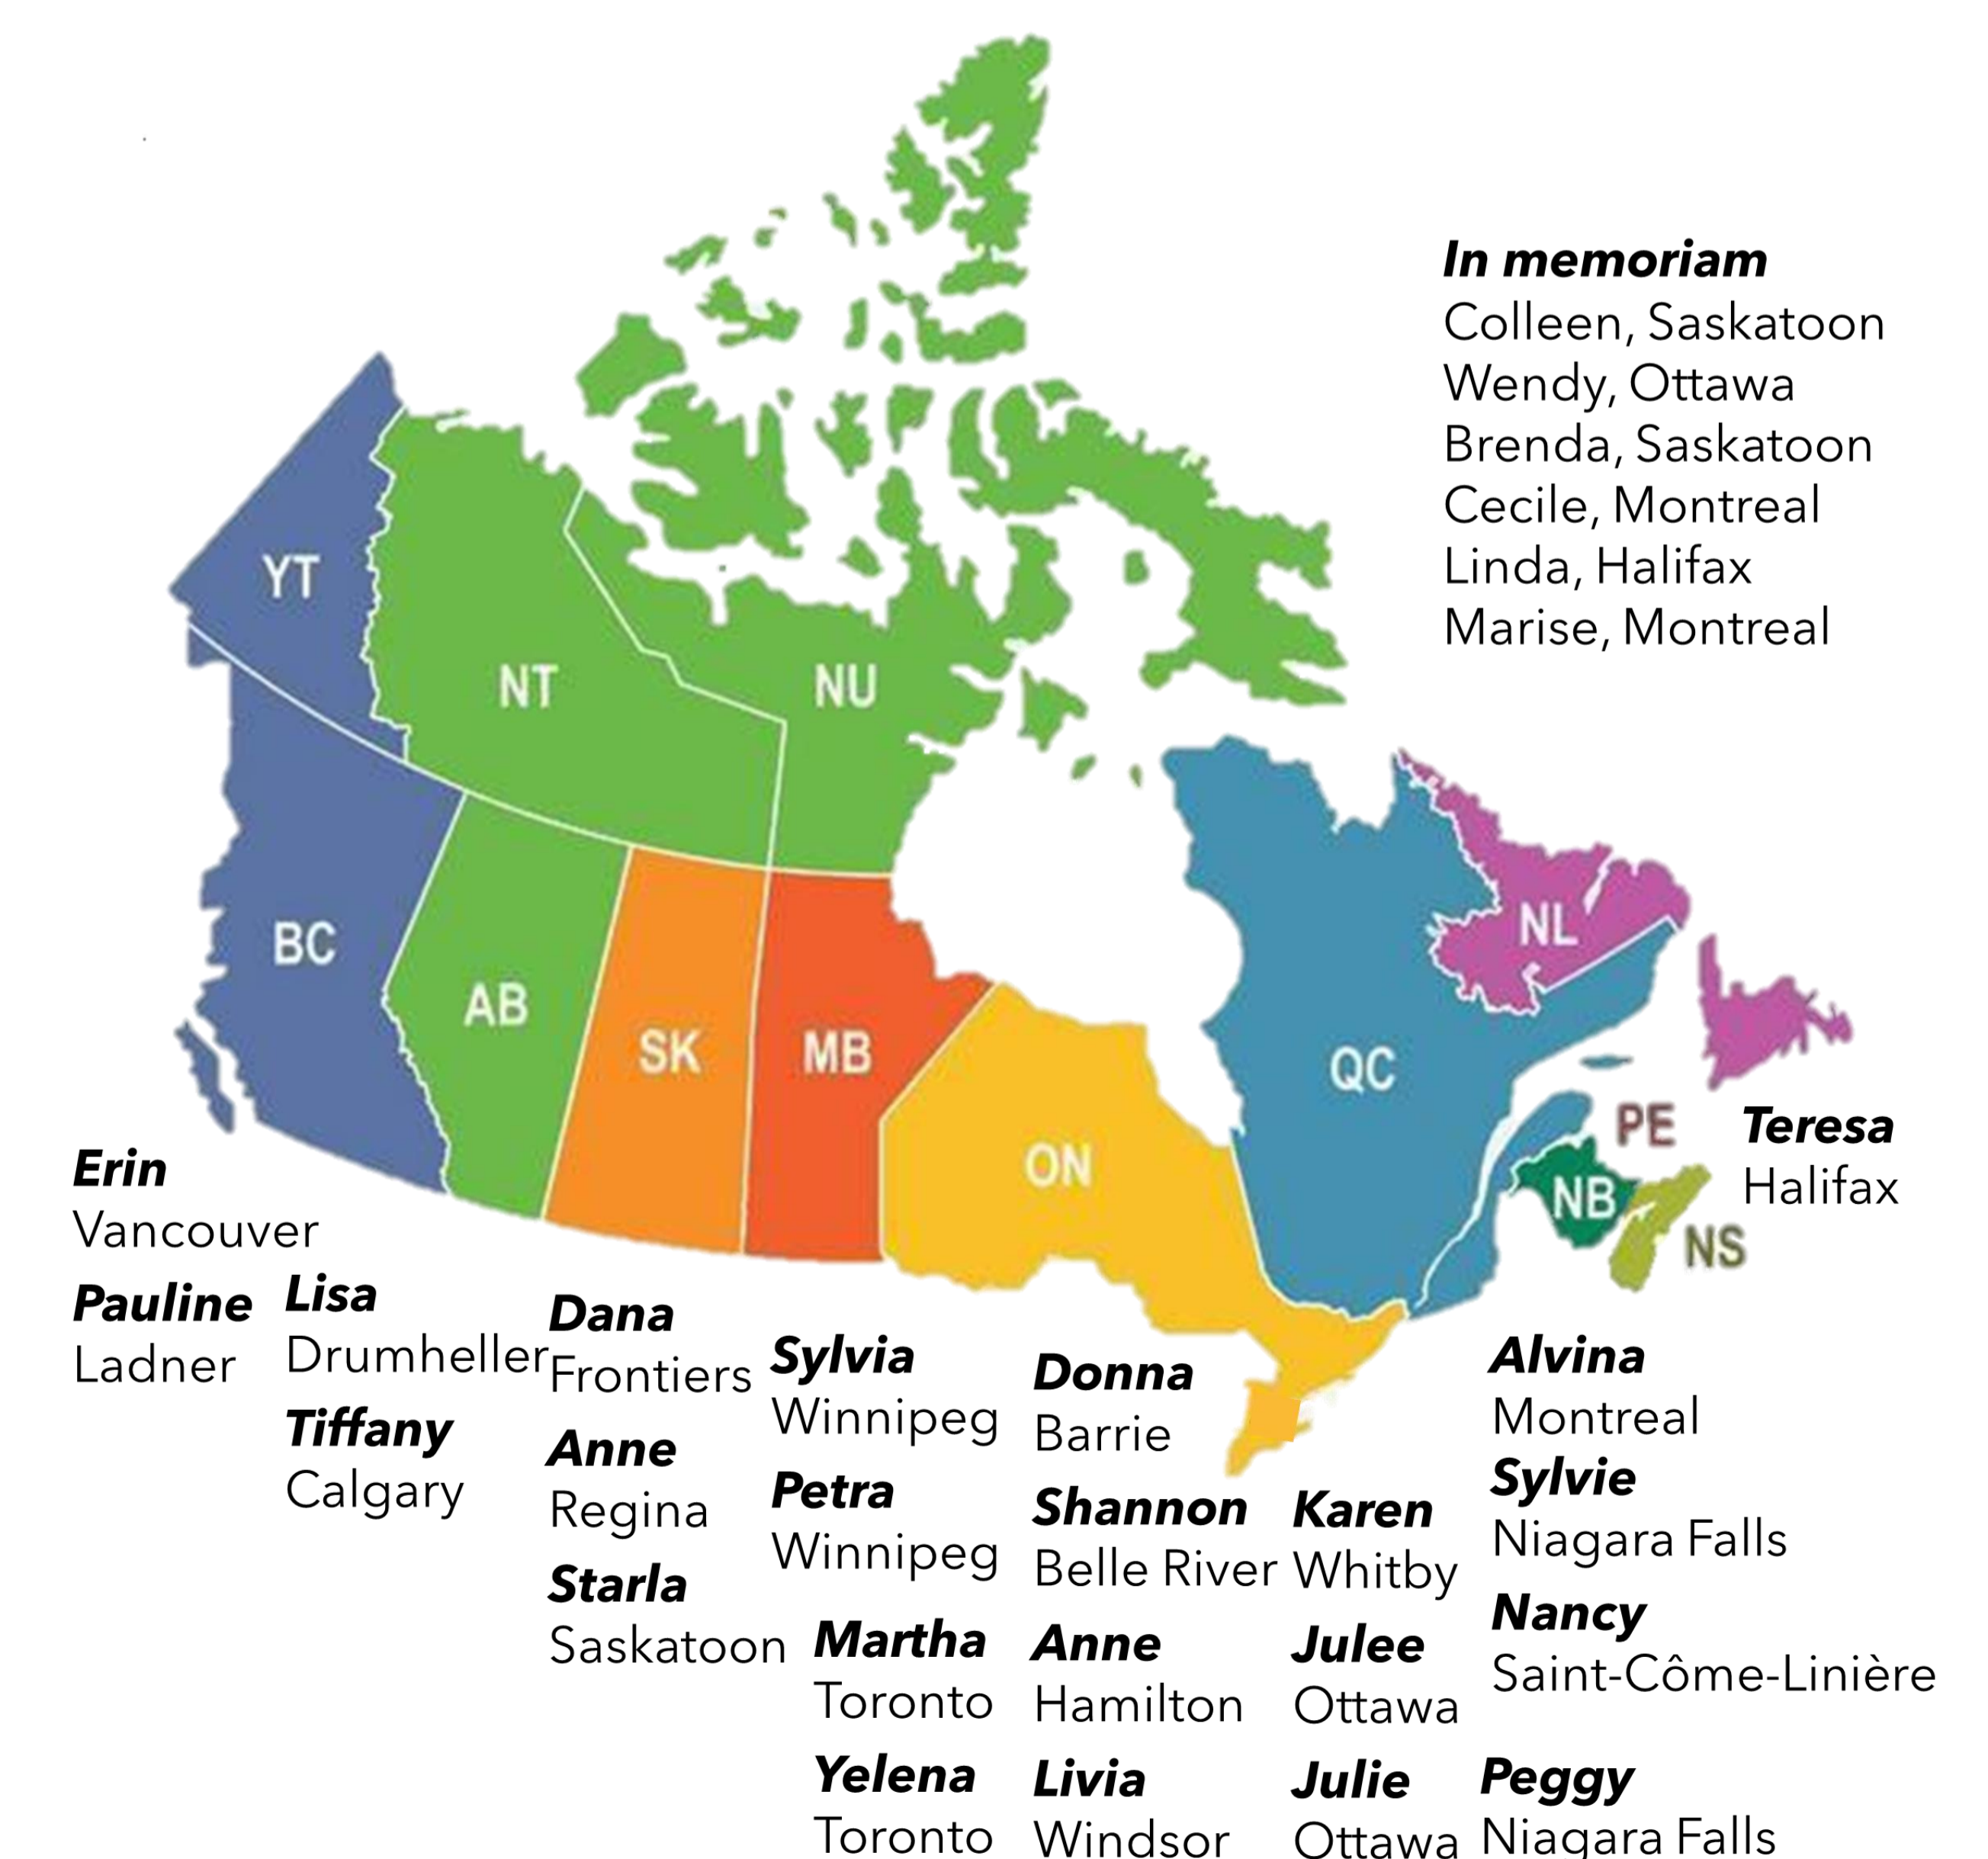 In memoriam
Colleen, Saskatoon
Wendy, Ottawa
Brenda, Saskatoon
Cecile, Montreal
Linda, Halifax
Marise, Montreal
YT
NT
NU
BC
AB
SK
MB
ON
QC
NL
PE
NB
NS
Teresa
Halifax
Erin
Vancouver
Pauline
Ladner
Lisa
Drumheller
Tiffany
Calgary
Dana
Frontiers
Anne
Regina
Starla
Saskatoon
Sylvia
Winnipeg
Petra
Winnipeg
Martha
Toronto
Yelena
Toronto
Donna
Barrie
Shannon
Belle River
Anne
Hamilton
Livia
Windsor
Karen
Whitby
Julee
Ottawa
Julie
Ottawa
Alvina
Montreal
Sylvie
Niagara Falls
Nancy
Saint-Côme-Linière
Peggy
Niagara Falls